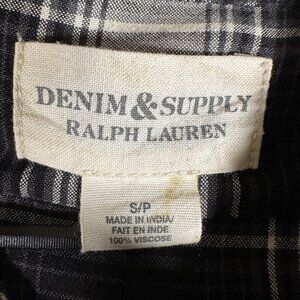 DENIM & SUPPLY
RALPH LAUREN
S/P
MADE IN INDIA/
FAIT EN INDE
100% VISCOSE